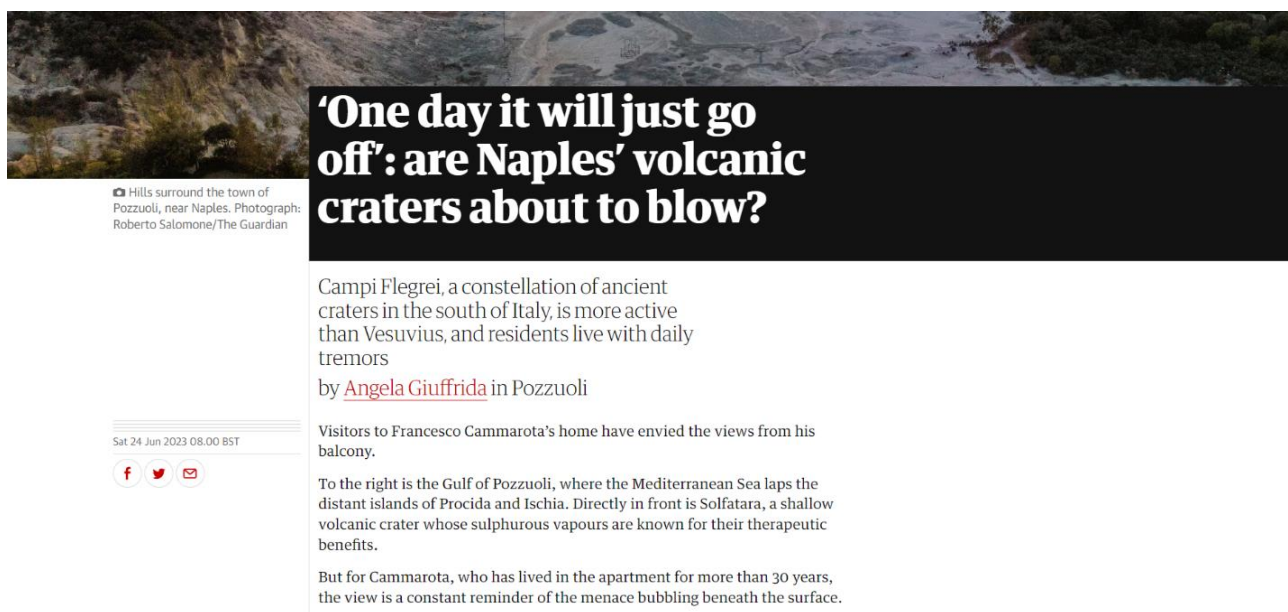 ‘One day it will just go
off’: are Naples’ volcanic
craters about to blow?
Hills surround the town of
Pozzuoli, near Naples. Photograph:
Roberto Salomone/The Guardian
Campi Flegrei, a constellation of ancient
craters in the south of Italy, is more active
than Vesuvius, and residents live with daily
tremors
by Angela Giuffrida in Pozzuoli
Sat 24 Jun 2023 08.00 BST
Visitors to Francesco Cammarota’s home have envied the views from his
balcony.
To the right is the Gulf of Pozzuoli, where the Mediterranean Sea laps the
distant islands of Procida and Ischia. Directly in front is Solfatara, a shallow
volcanic crater whose sulphurous vapours are known for their therapeutic
benefits.
But for Cammarota, who has lived in the apartment for more than 30 years,
the view is a constant reminder of the menace bubbling beneath the surface.